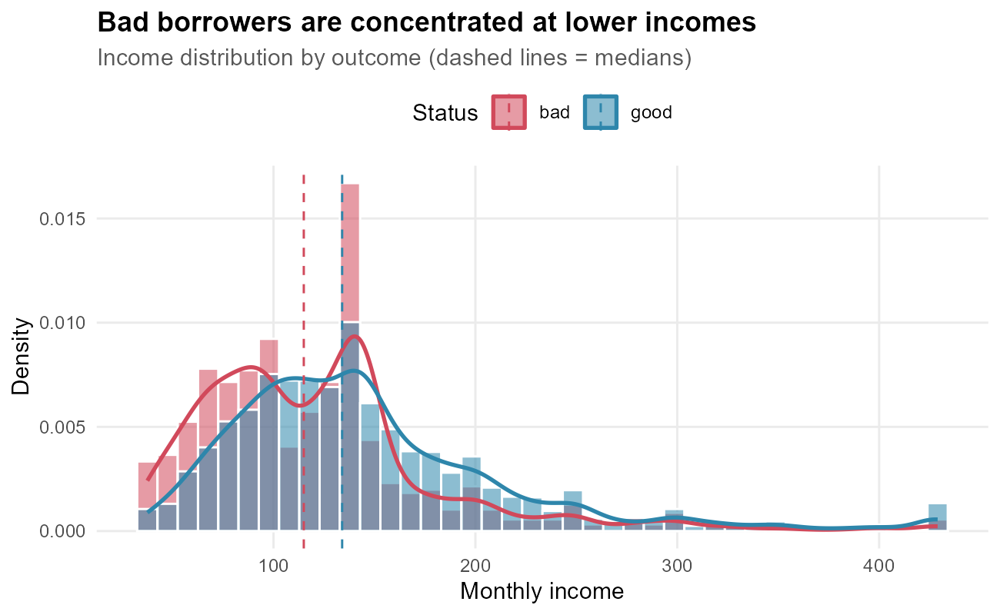 Bad borrowers are concentrated at lower incomes
Income distribution by outcome (dashed lines = medians)
Status bad good
0.015
0.010
0.005
0.000
Density
100 200 300 400
Monthly income